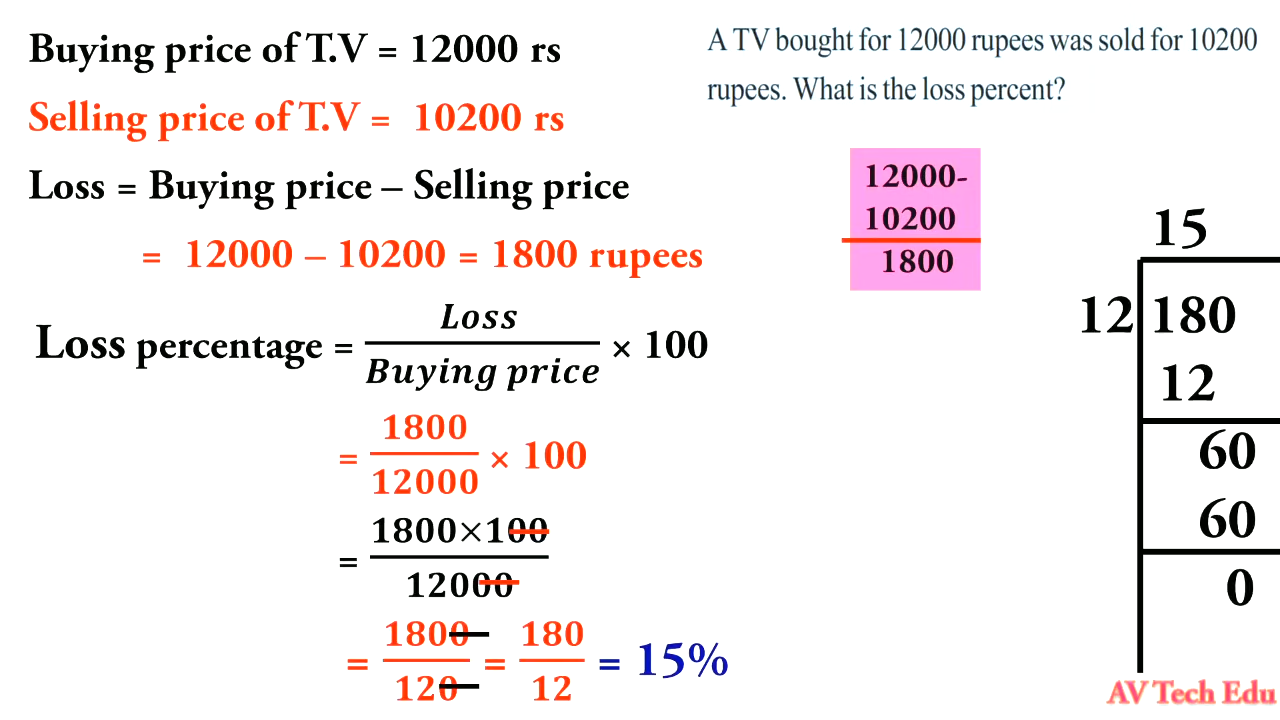 Buying price of T.V = 12000 rs
Selling price of T.V = 10200 rs
Loss = Buying price – Selling price
= 12000 – 10200 = 1800 rupees
Loss percentage = Loss / Buying price × 100
= 1800 / 12000 × 100
= 1800×100 / 12000
= 1800 / 120 = 180 / 12 = 15%
A TV bought for 12000 rupees was sold for 10200
rupees. What is the loss percent?
12000-
10200
1800
15
12 180
12
60
60
0
AV Tech Edu